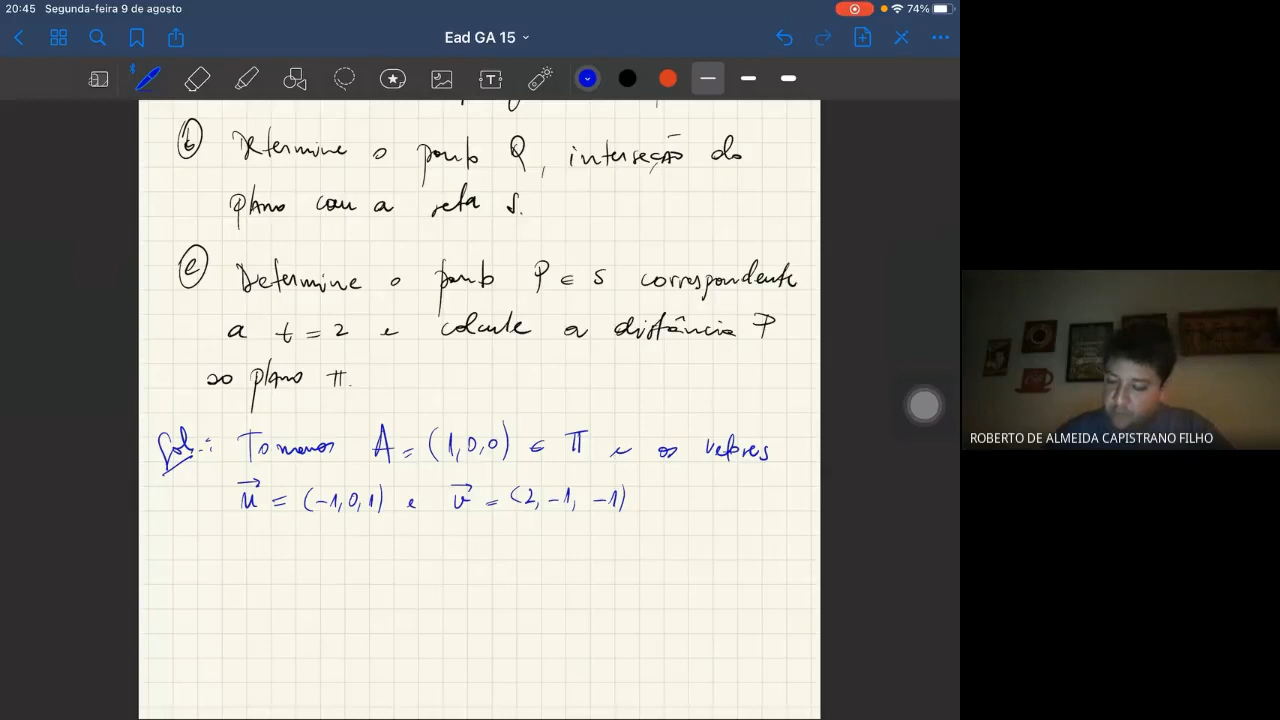 20:45 Segunda-feira 9 de agosto
74%
Ead GA 15
T
b Determine o ponto Q, interseção do
plano com a reta s.
c Determine o ponto P ∈ s correspondente
a t = 2 e calcule a distância P
ao plano π.
Sol.: Tomemos A = (1,0,0) ∈ π e os vetores
u⃗ = (-1,0,1) e v⃗ = (2,-1,-1)
ROBERTO DE ALMEIDA CAPISTRANO FILHO